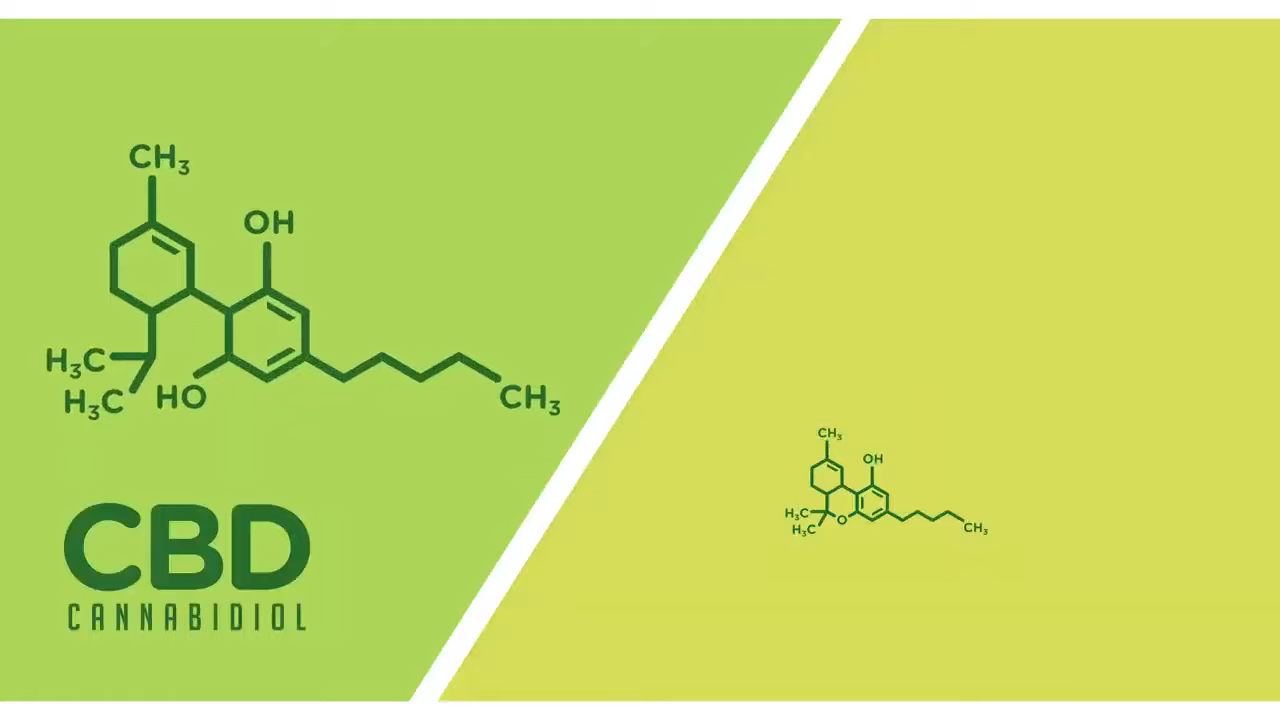 CH₃
OH
H₃C
H₃C
HO
CH₃
CBD
CANNABIDIOL
CH₃
OH
H₃C
O
H₃C
CH₃